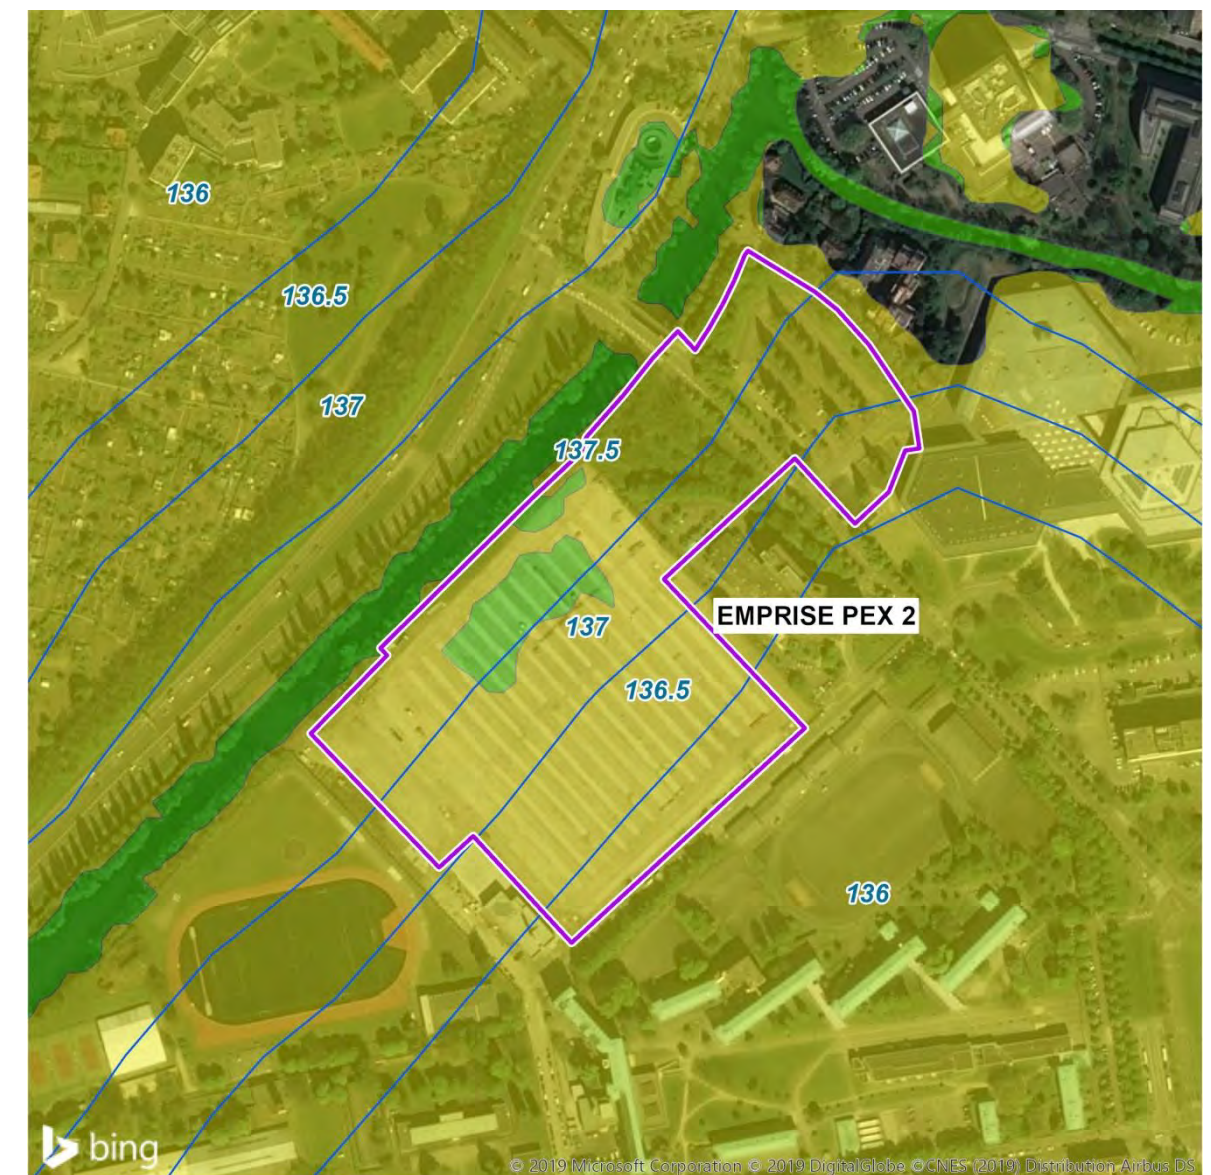 136
136.5
137
137.5
EMPRISE PEX 2
137
136.5
136
bing
© 2019 Microsoft Corporation © 2019 DigitalGlobe ©CNES (2019) Distribution Airbus DS